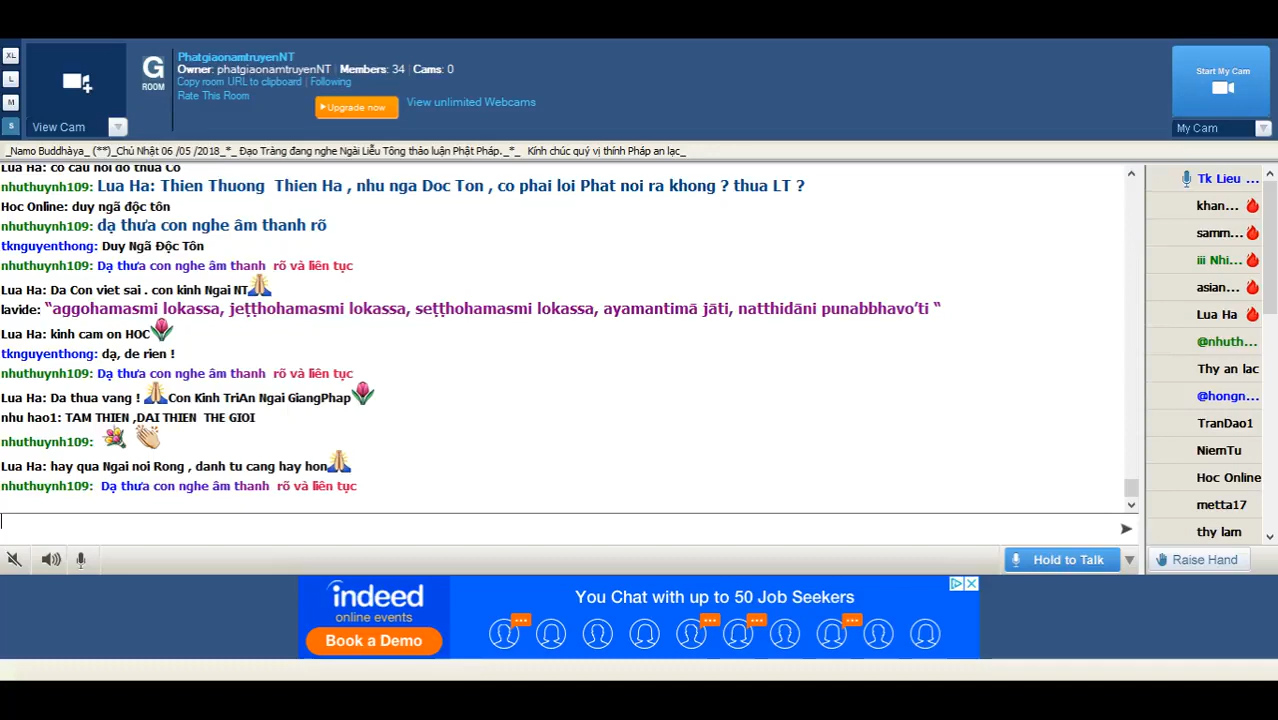 XL
L
M
S
View Cam
G
ROOM
PhatgiaonamtruyenNT
Owner: phatgiaonamtruyenNT | Members: 34 | Cams: 0
Copy room URL to clipboard | Following
Rate This Room
Upgrade now
View unlimited Webcams
Start My Cam
My Cam
_Namo Buddhàya_ (**)_Chủ Nhật 06 /05 /2018_*_ Đạo Tràng đang nghe Ngài Liễu Tông thảo luận Phật Pháp._*_ Kính chúc quý vị thính Pháp an lạc_
Lua Ha: co cau noi do thua Co
nhuthuynh109: Lua Ha: Thien Thuong Thien Ha , nhu nga Doc Ton , co phai loi Phat noi ra khong ? thua LT ?
Hoc Online: duy ngã độc tôn
nhuthuynh109: dạ thưa con nghe âm thanh rõ
tknguyenthong: Duy Ngã Độc Tôn
nhuthuynh109: Dạ thưa con nghe âm thanh rõ và liên tục
Lua Ha: Da Con viet sai . con kinh Ngai NT
lavide: “aggohamasmi lokassa, jeṭṭhohamasmi lokassa, seṭṭhohamasmi lokassa, ayamantimā jāti, natthidāni punabbhavo’ti “
Lua Ha: kinh cam on HOC
tknguyenthong: dạ, de rien !
nhuthuynh109: Dạ thưa con nghe âm thanh rõ và liên tục
Lua Ha: Da thua vang ! Con Kinh TriAn Ngai GiangPhap
nhu hao1: TAM THIEN ,DAI THIEN THE GIOI
nhuthuynh109:
Lua Ha: hay qua Ngai noi Rong , danh tu cang hay hon
nhuthuynh109: Dạ thưa con nghe âm thanh rõ và liên tục
Tk Lieu ...
khan...
samm...
iii Nhi...
asian...
Lua Ha
@nhuth...
Thy an lac
@hongn...
TranDao1
NiemTu
Hoc Online
metta17
thy lam
Hold to Talk
Raise Hand
indeed
online events
Book a Demo
You Chat with up to 50 Job Seekers